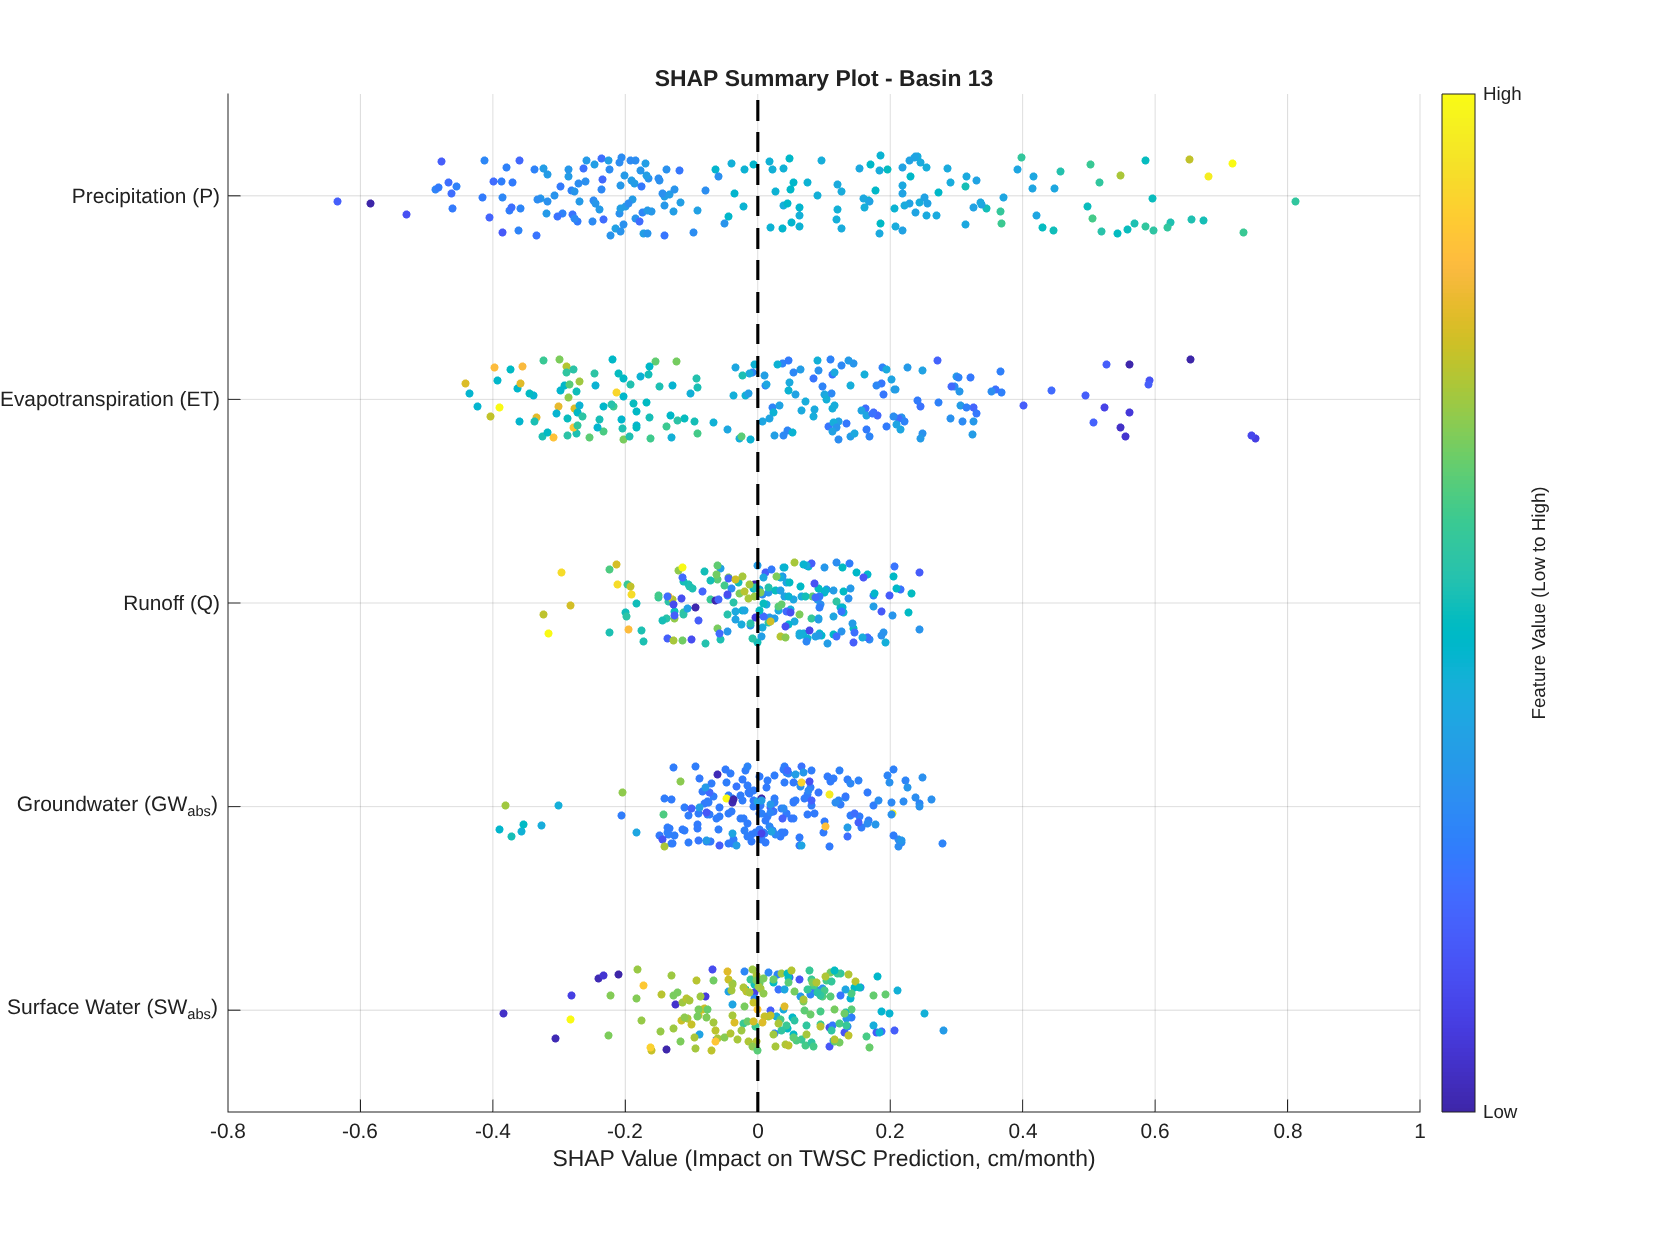 SHAP Summary Plot - Basin 13
High
Precipitation (P)
Evapotranspiration (ET)
Runoff (Q)
Groundwater (GWabs)
Surface Water (SWabs)
Feature Value (Low to High)
Low
-0.8 -0.6 -0.4 -0.2 0 0.2 0.4 0.6 0.8 1
SHAP Value (Impact on TWSC Prediction, cm/month)